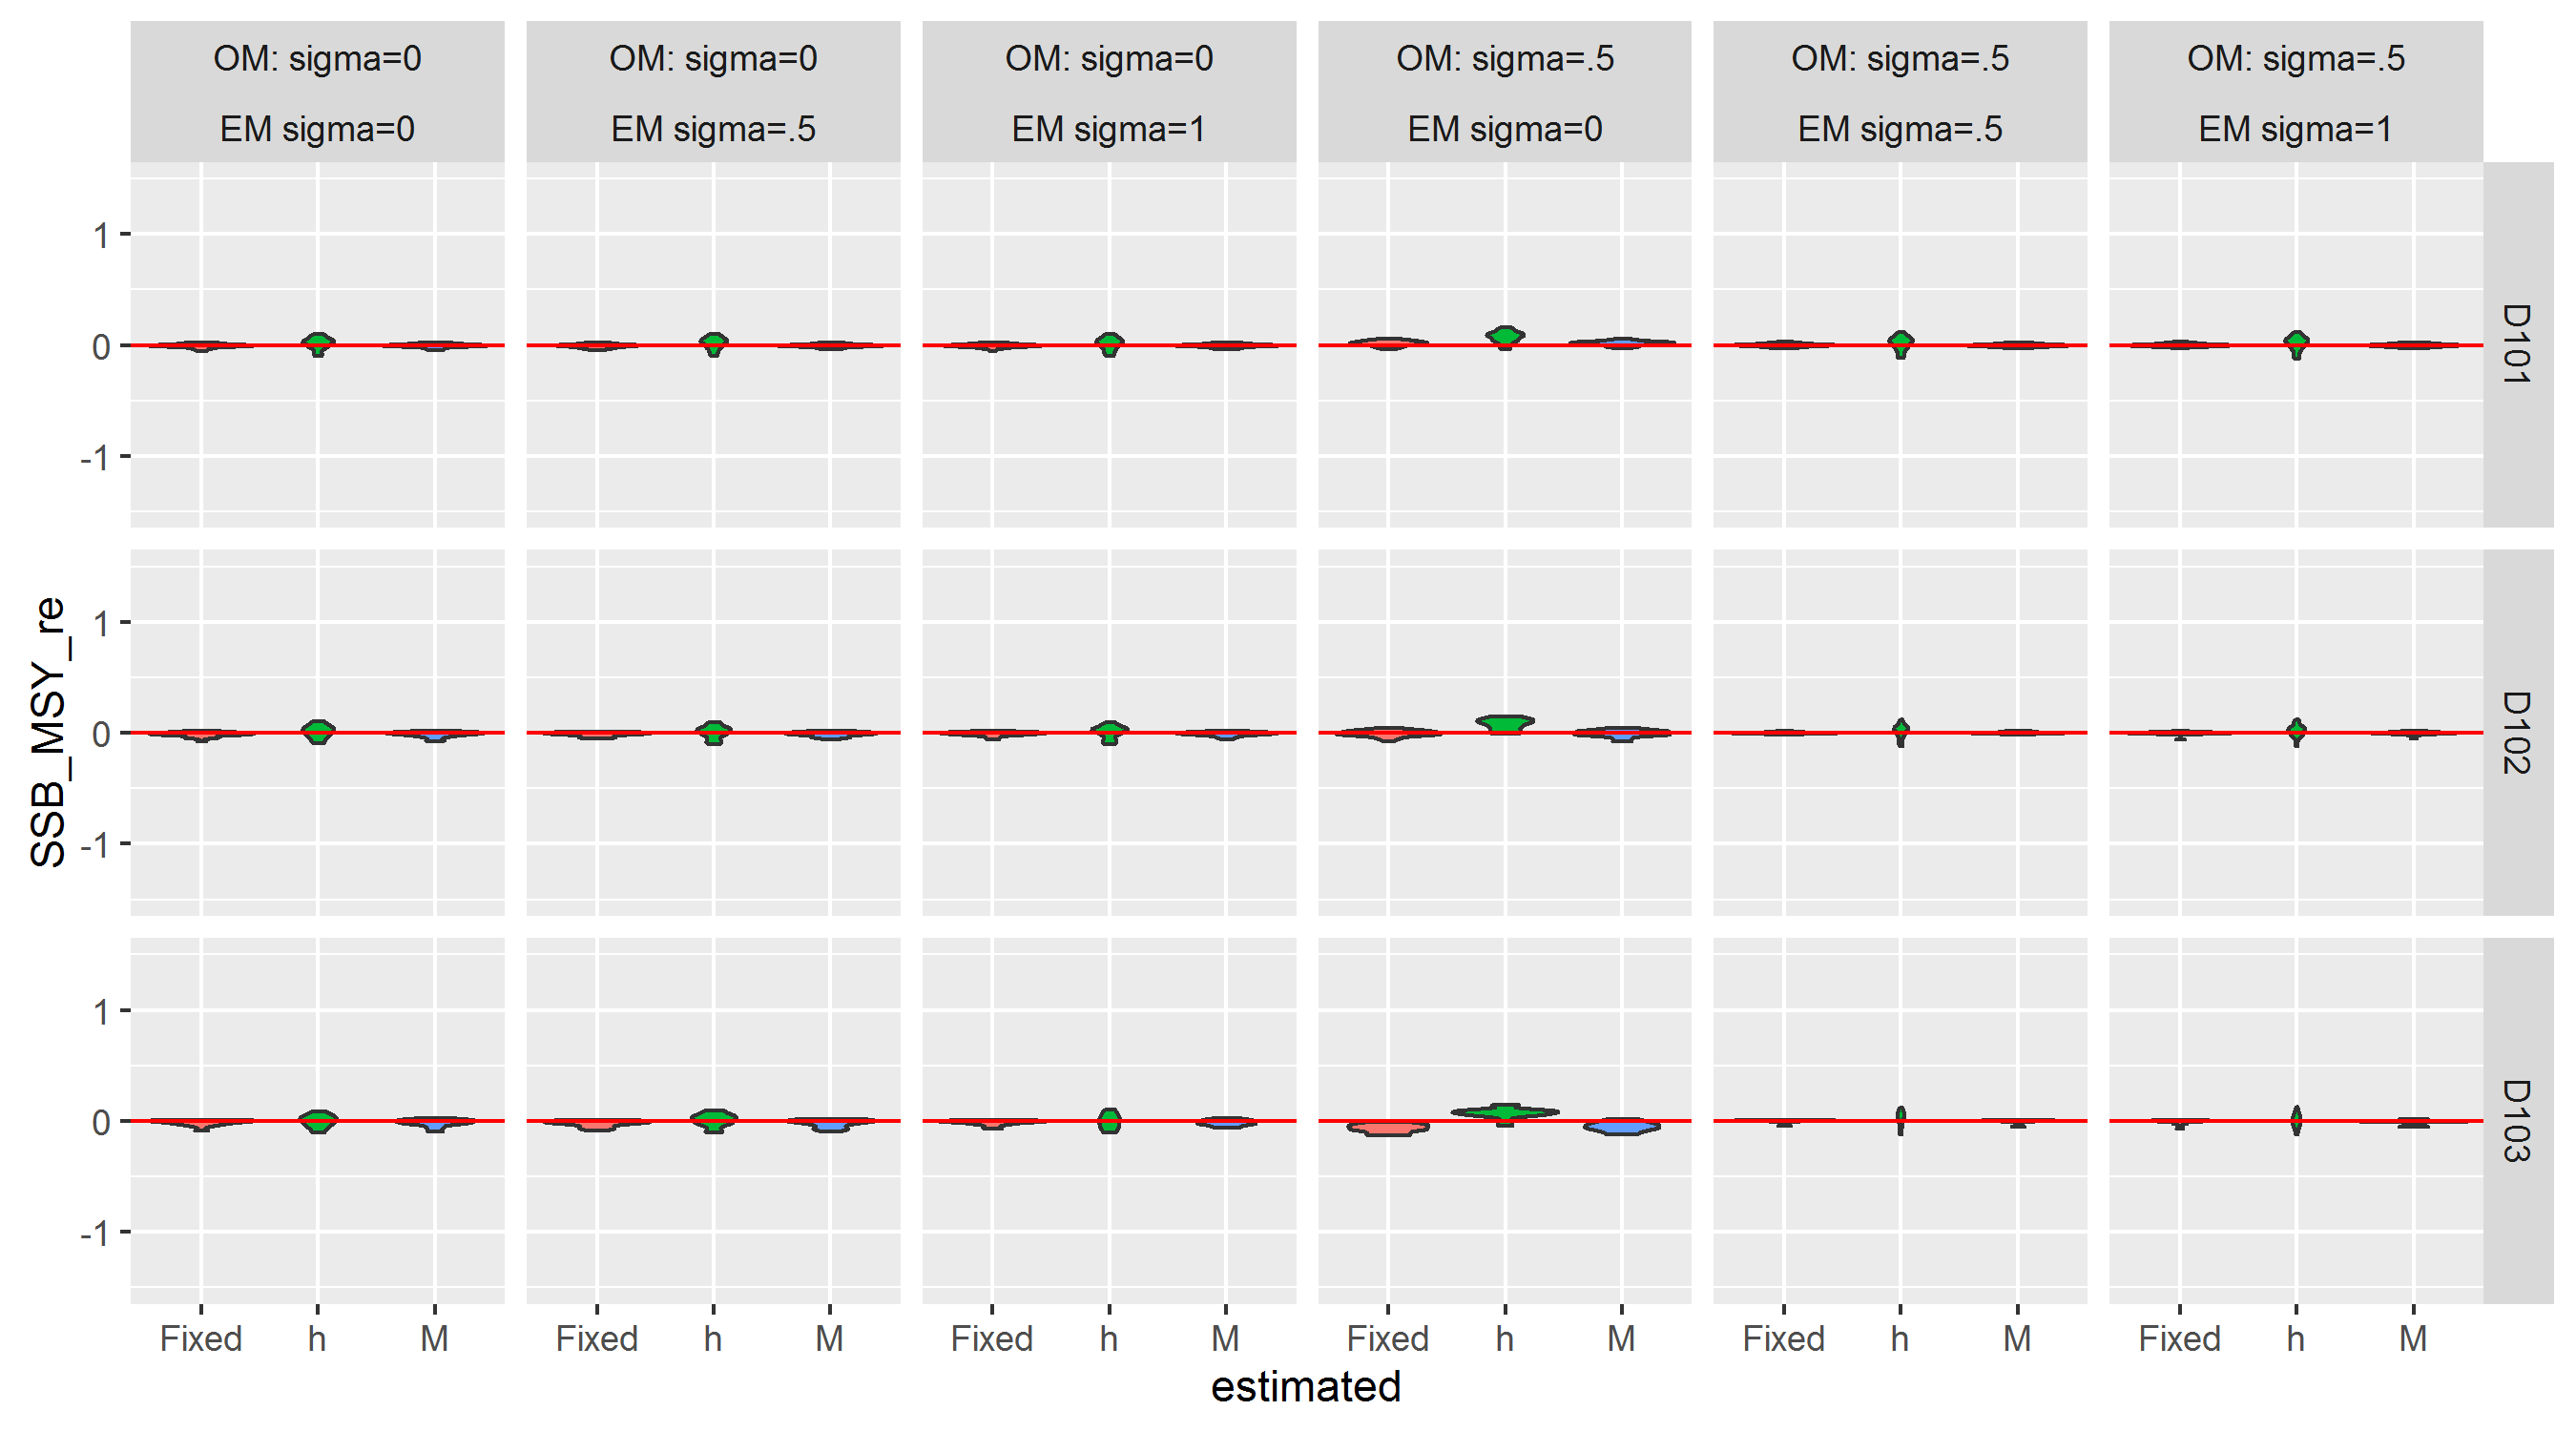 OM: sigma=0 OM: sigma=0 OM: sigma=0 OM: sigma=.5 OM: sigma=.5 OM: sigma=.5
EM sigma=0 EM sigma=.5 EM sigma=1 EM sigma=0 EM sigma=.5 EM sigma=1
1
0
-1
D101
SSB_MSY_re
1
0
-1
D102
1
0
-1
D103
Fixed h M Fixed h M Fixed h M Fixed h M Fixed h M Fixed h M
estimated